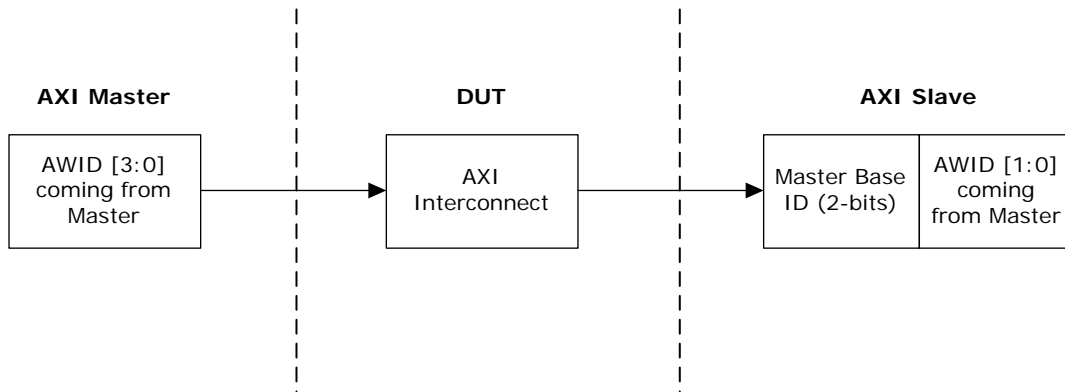 AXI Master
DUT
AXI Slave
AWID [3:0]
coming from
Master
AXI
Interconnect
Master Base
ID (2-bits)
AWID [1:0]
coming
from Master